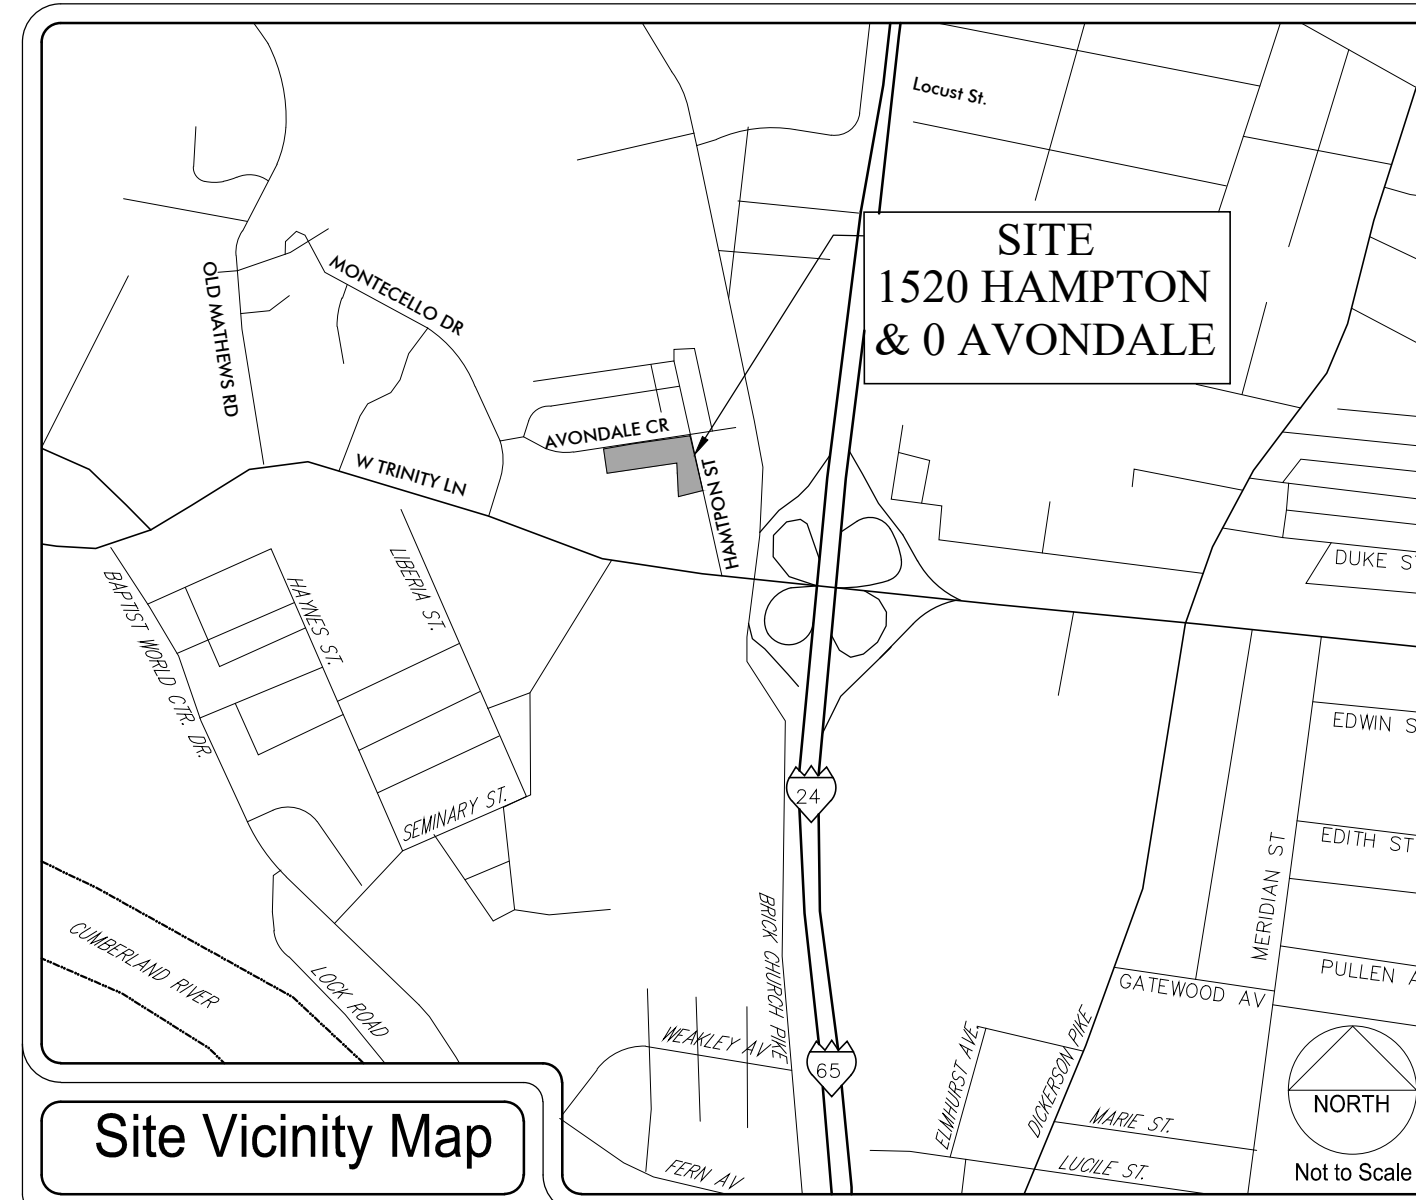 Locust St.
SITE
1520 HAMPTON
& 0 AVONDALE
OLD MATHEWS RD
MONTECELLO DR
AVONDALE CR
W TRINITY LN
HAMTPON ST
DUKE S
BAPTIST WORLD CTR. DR.
HAYNES ST.
LIBERIA ST.
EDWIN S
24
SEMINARY ST.
MERIDIAN ST
EDITH ST
BRICK CHURCH PIKE
CUMBERLAND RIVER
LOCK ROAD
PULLEN A
GATEWOOD AV
WEAKLEY AV
65
ELMHURST AVE.
DICKERSON PIKE
MARIE ST.
NORTH
Site Vicinity Map
FERN AV
LUCILE ST.
Not to Scale